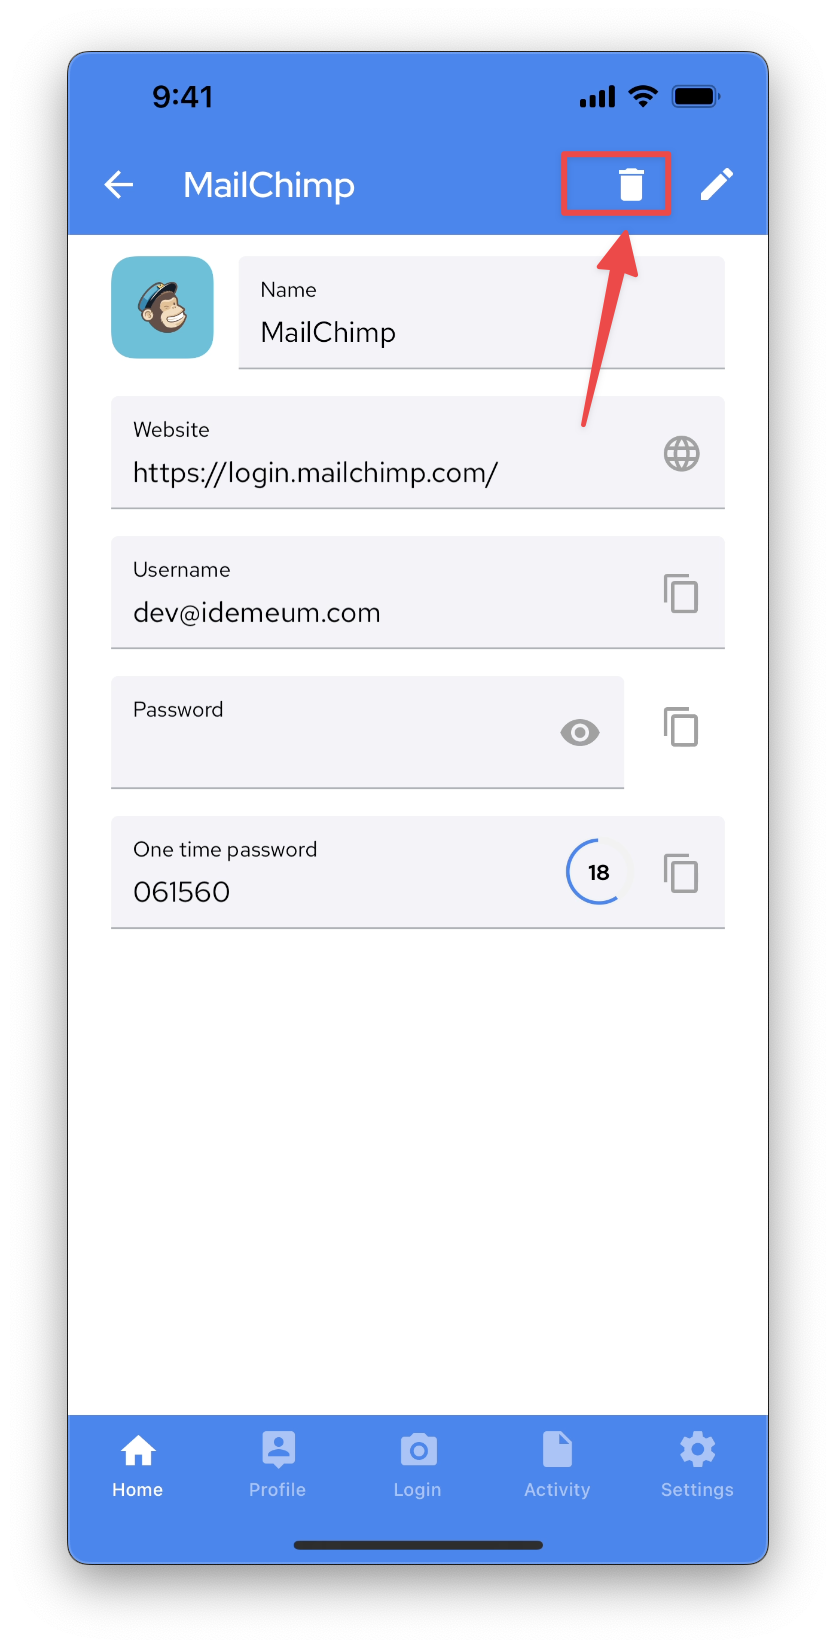 9:41
MailChimp
Name
MailChimp
Website
https://login.mailchimp.com/
Username
dev@idemeum.com
Password
One time password
061560
18
Home
Profile
Login
Activity
Settings